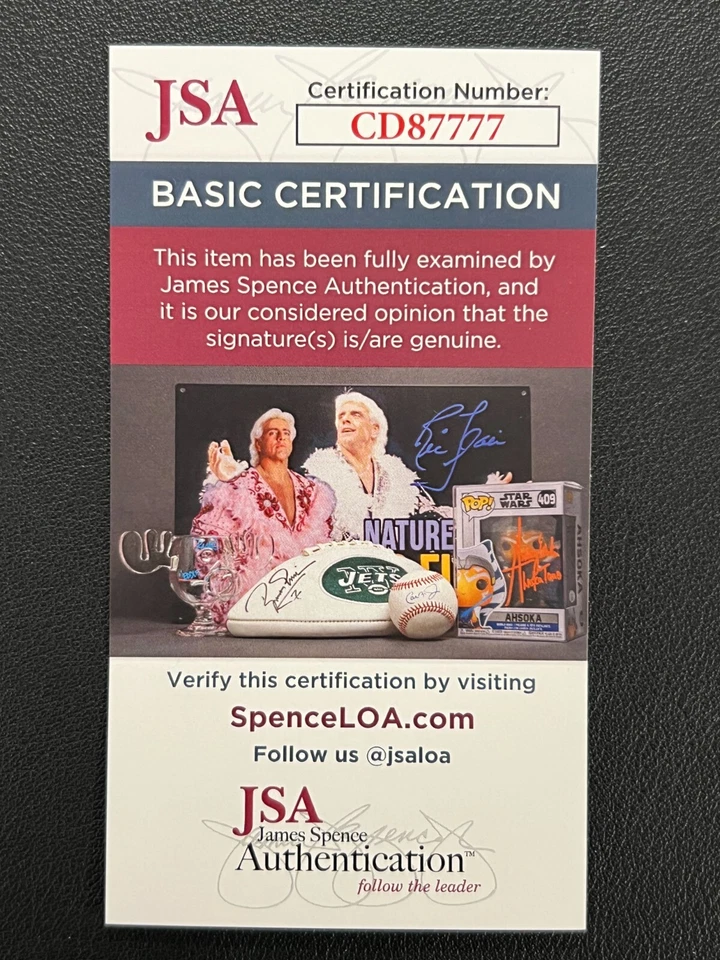 JSA
Certification Number:
CD87777
BASIC CERTIFICATION
This item has been fully examined by
James Spence Authentication, and
it is our considered opinion that the
signature(s) is/are genuine.
NATURE
JETS
POP!
STAR
WARS
409
AHSOKA
AHSOKA
Verify this certification by visiting
SpenceLOA.com
Follow us @jsaloa
JSA
James Spence
Authentication™
follow the leader